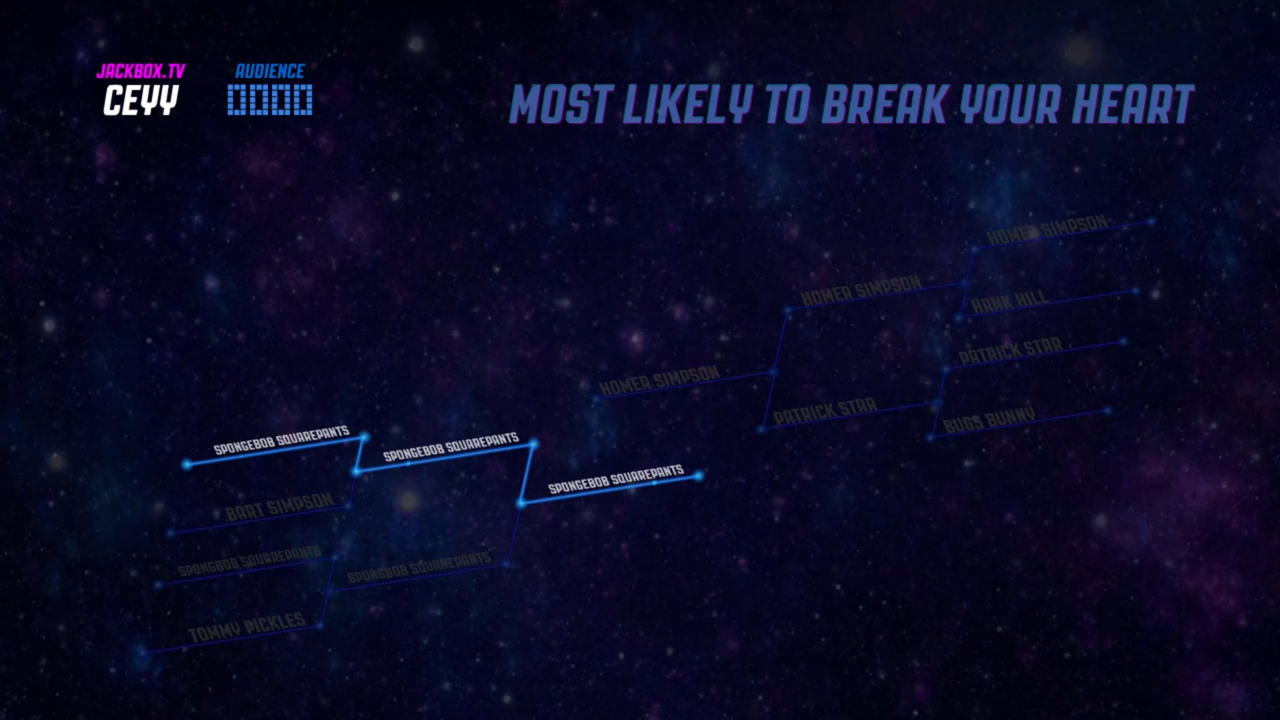 JACKBOX.TV
CEYY
AUDIENCE
0000
MOST LIKELY TO BREAK YOUR HEART
HOMER SIMPSON
HOMER SIMPSON
HANK HILL
PATRICK STAR
HOMER SIMPSON
PATRICK STAR
BUGS BUNNY
SPONGEBOB SQUAREPANTS
SPONGEBOB SQUAREPANTS
SPONGEBOB SQUAREPANTS
BART SIMPSON
SPONGEBOB SQUAREPANTS
SPONGEBOB SQUAREPANTS
TOMMY PICKLES